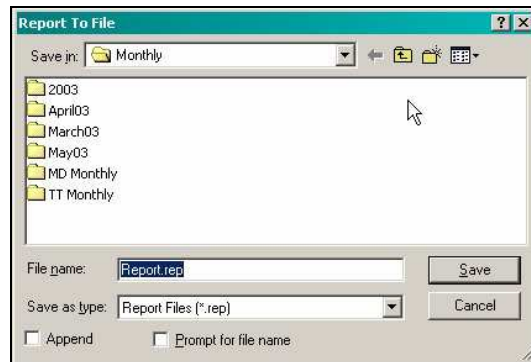 Report To File
Save in: Monthly
2003
April03
March03
May03
MD Monthly
TT Monthly
File name: Report.rep Save
Save as type: Report Files (*.rep) Cancel
Append Prompt for file name